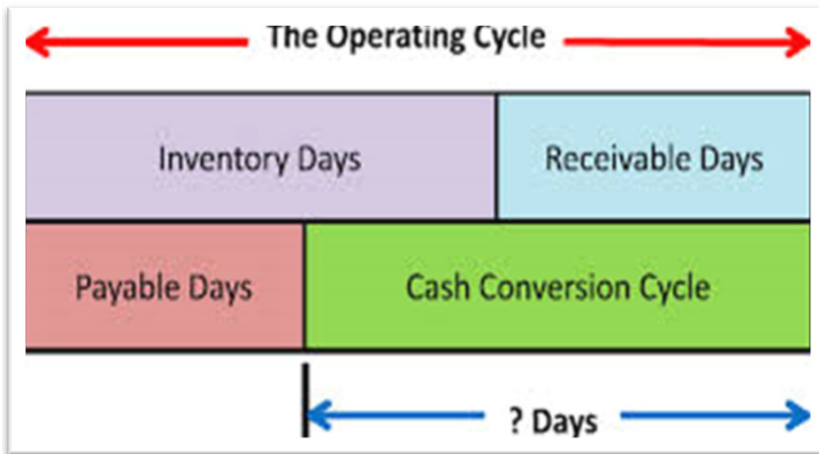 The Operating Cycle
Inventory Days
Receivable Days
Payable Days
Cash Conversion Cycle
? Days